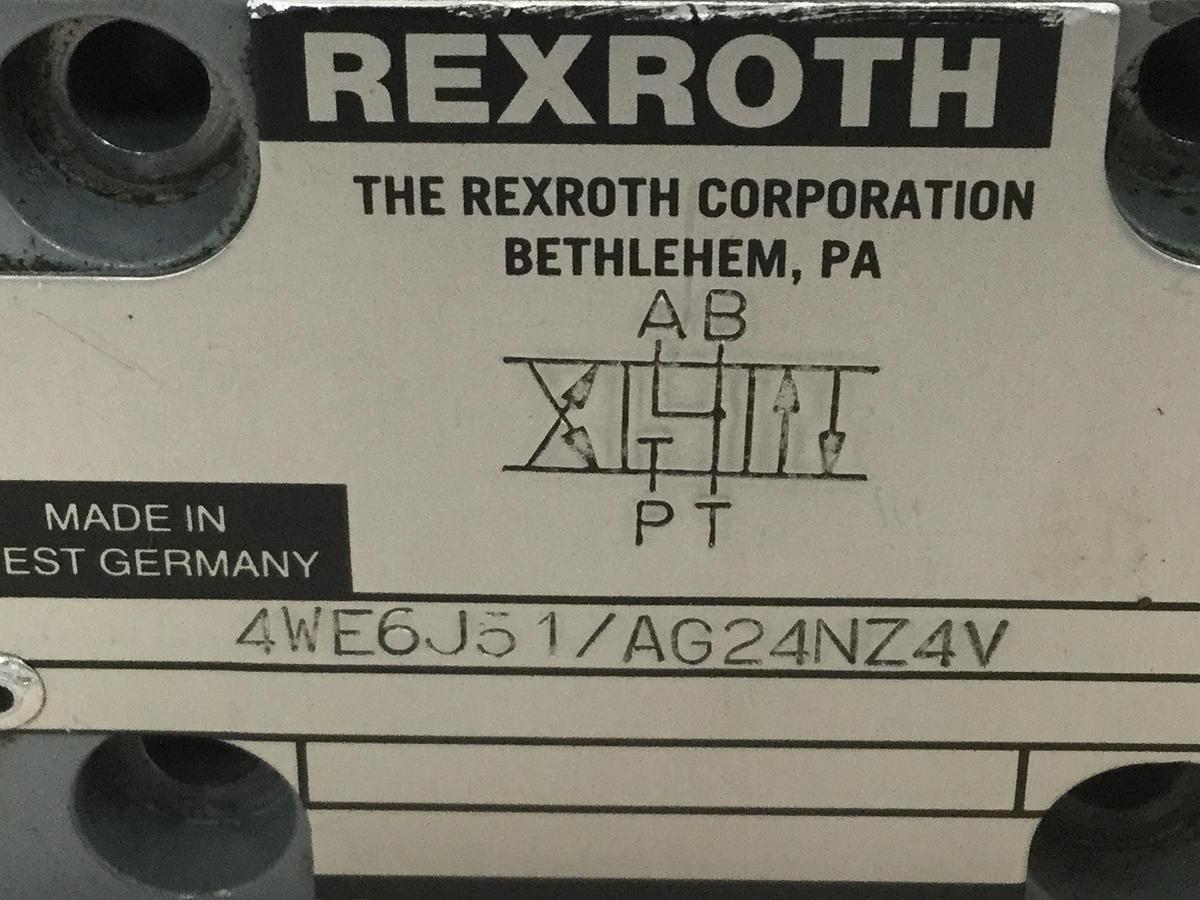 REXROTH
THE REXROTH CORPORATION
BETHLEHEM, PA
A B
P T
MADE IN
EST GERMANY
4WE6J51/AG24NZ4V